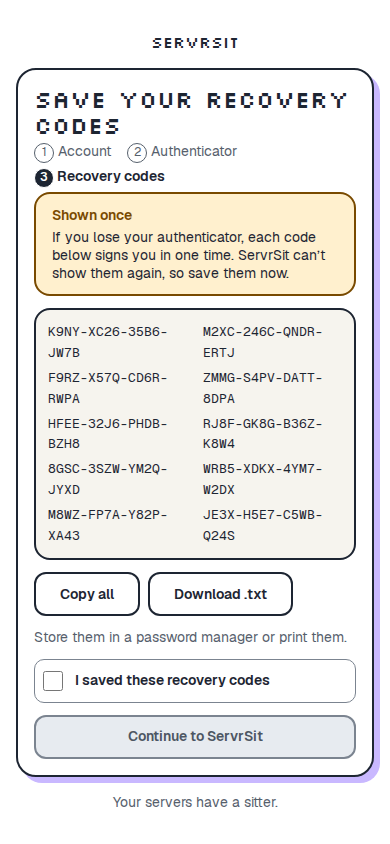 SERVRSIT
SAVE YOUR RECOVERY
CODES
1 Account 2 Authenticator
3 Recovery codes
Shown once
If you lose your authenticator, each code
below signs you in one time. ServrSit can't
show them again, so save them now.
K9NY-XC26-35B6- M2XC-246C-QNDR-
JW7B ERTJ
F9RZ-X57Q-CD6R- ZMMG-S4PV-DATT-
RWPA 8DPA
HFEE-32J6-PHDB- RJ8F-GK8G-B36Z-
BZH8 K8W4
8GSC-3SZW-YM2Q- WRB5-XDKX-4YM7-
JYXD W2DX
M8WZ-FP7A-Y82P- JE3X-H5E7-C5WB-
XA43 Q24S
Copy all Download .txt
Store them in a password manager or print them.
I saved these recovery codes
Continue to ServrSit
Your servers have a sitter.